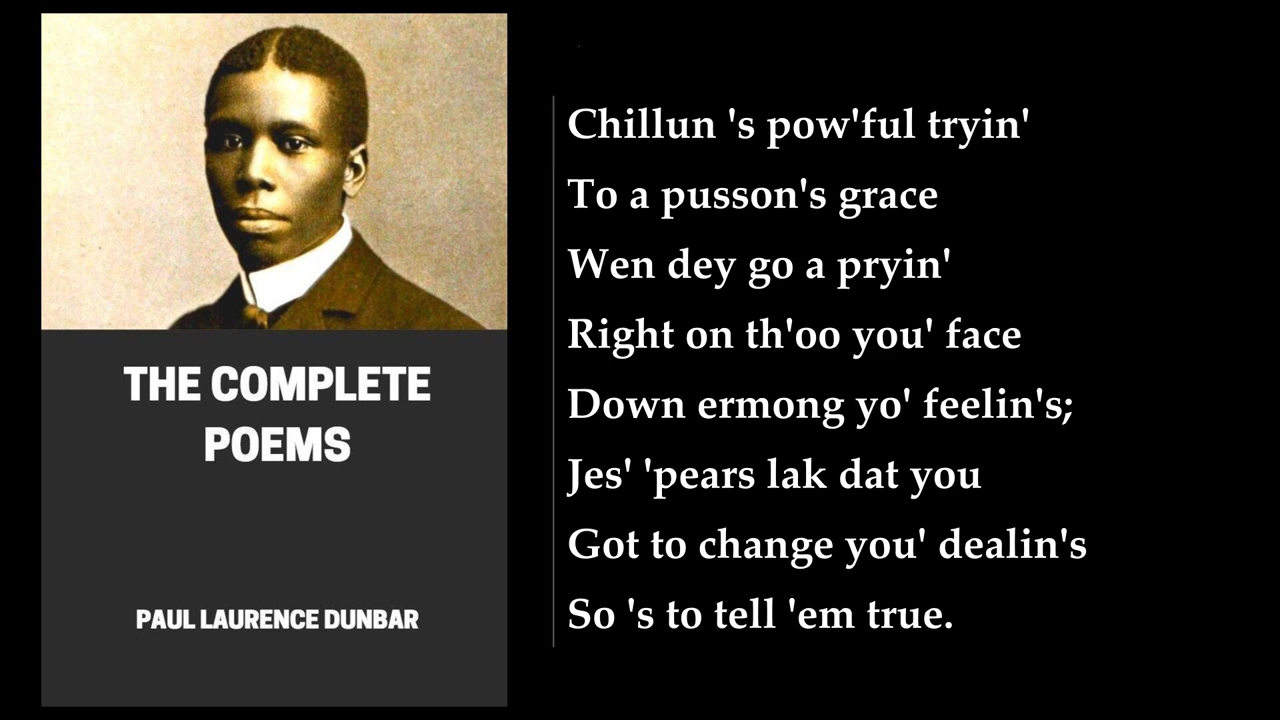 THE COMPLETE
POEMS
PAUL LAURENCE DUNBAR
Chillun 's pow'ful tryin'
To a pusson's grace
Wen dey go a pryin'
Right on th'oo you' face
Down ermong yo' feelin's;
Jes' 'pears lak dat you
Got to change you' dealin's
So 's to tell 'em true.